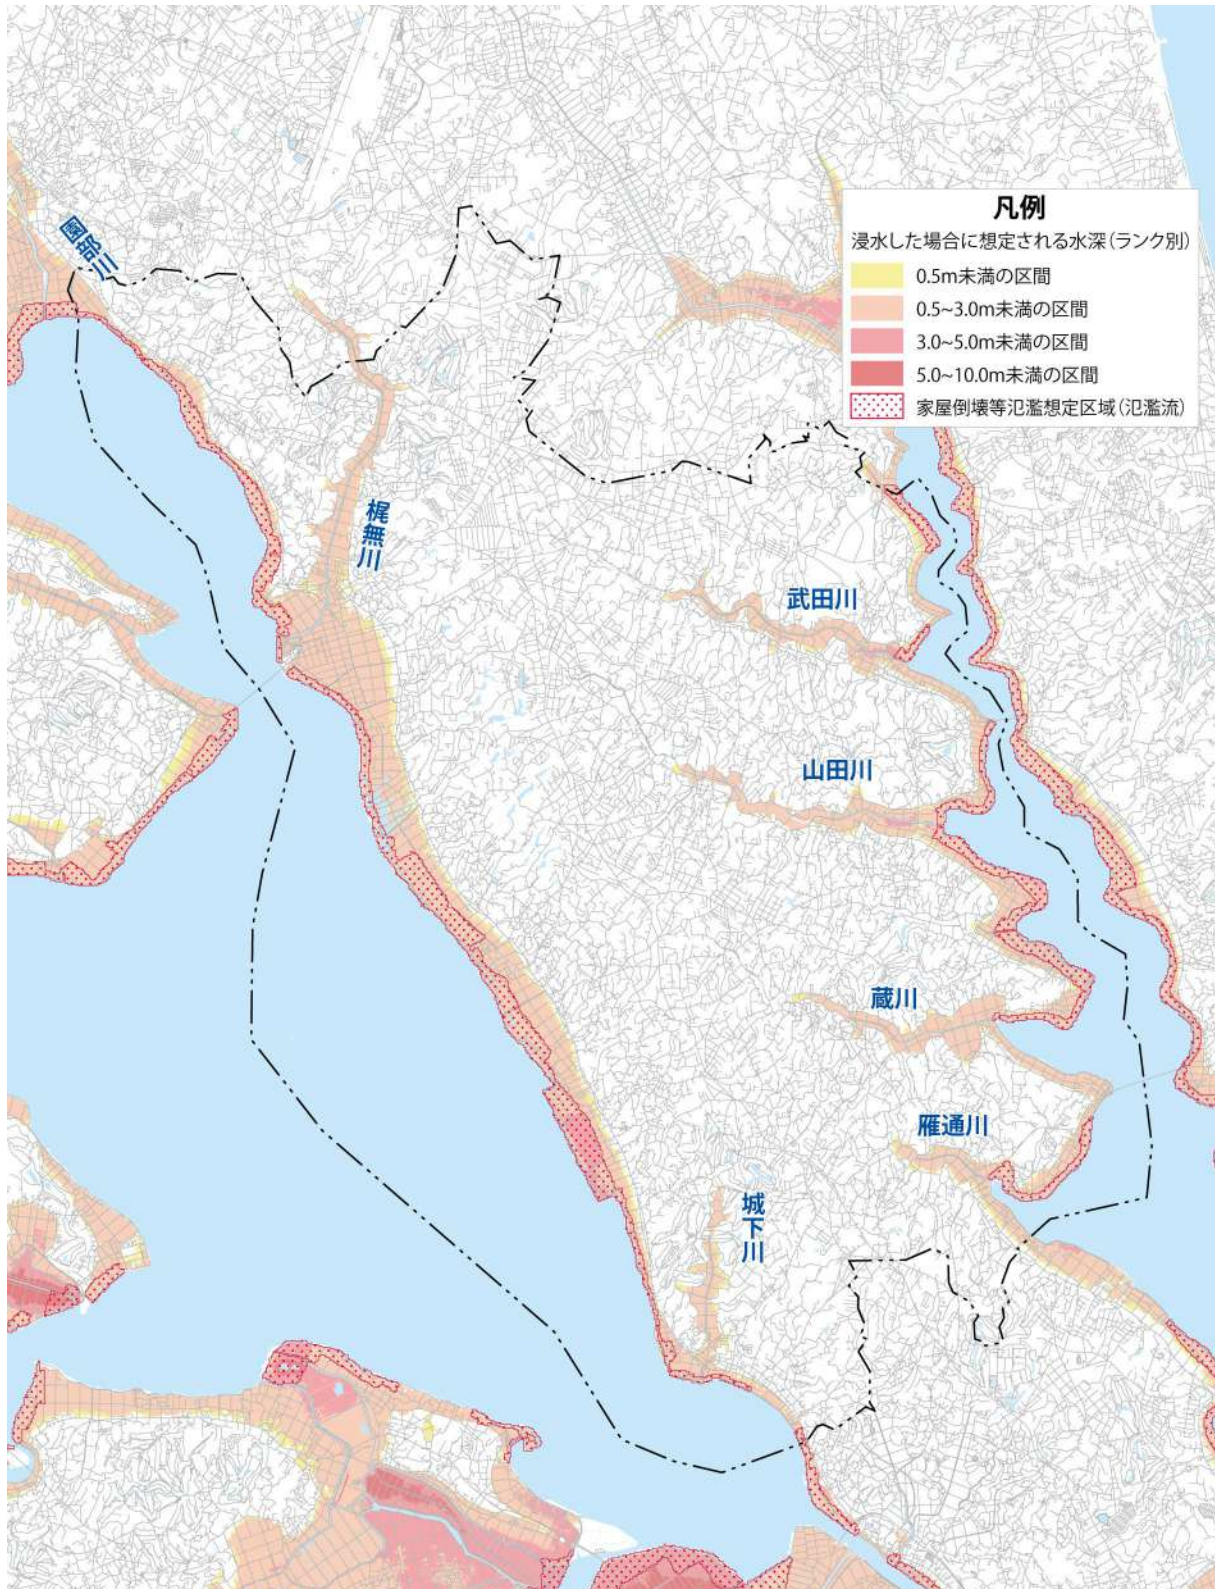 凡例
浸水した場合に想定される水深(ランク別)
0.5m未満の区間
0.5~3.0m未満の区間
3.0~5.0m未満の区間
5.0~10.0m未満の区間
家屋倒壊等氾濫想定区域(氾濫流)
園部川
梶無川
武田川
山田川
蔵川
雁通川
城下川